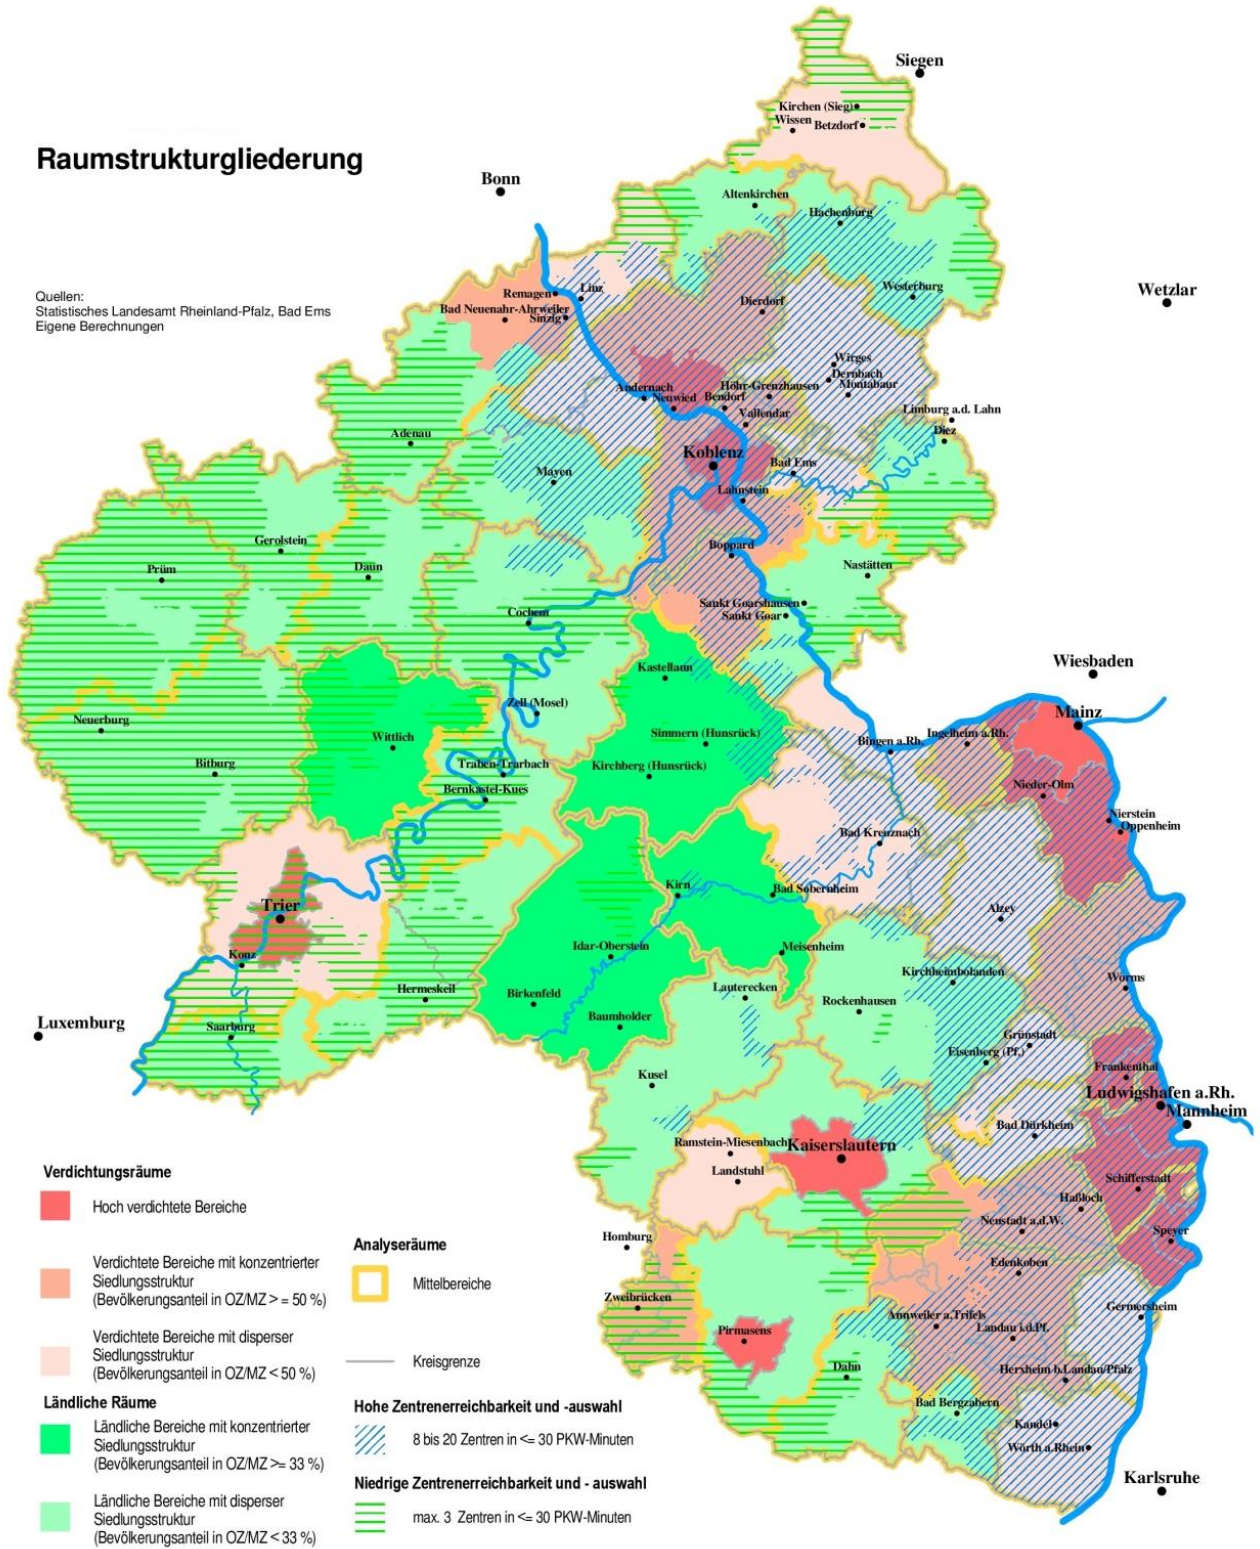 Siegen
Kirchen (Sieg)
Wissen
Betzdorf
Raumstrukturgliederung
Bonn
Altenkirchen
Hachenburg
Quellen:
Statistisches Landesamt Rheinland-Pfalz, Bad Ems
Eigene Berechnungen
Remagen
Linz
Westerburg
Wetzlar
Bad Neuenahr-Ahrweiler
Sinzig
Dierdorf
Wirges
Dernbach
Montabaur
Andernach
Neuwied
Bendorf
Höhr-Grenzhausen
Vallendar
Limburg a.d. Lahn
Diez
Adenau
Koblenz
Bad Ems
Mayen
Lahnstein
Gerolstein
Boppard
Prüm
Daun
Nastätten
Cochem
Sankt Goarshausen
Sankt Goar
Kastellaun
Wiesbaden
Neuerburg
Wittlich
Zell (Mosel)
Simmern (Hunsrück)
Mainz
Bingen a.Rh.
Ingelheim a.Rh.
Bitburg
Traben-Trarbach
Kirchberg (Hunsrück)
Bernkastel-Kues
Nieder-Olm
Nierstein
Oppenheim
Bad Kreuznach
Trier
Kirn
Bad Sobernheim
Alzey
Konz
Idar-Oberstein
Meisenheim
Hermeskeil
Birkenfeld
Lauterecken
Kirchheimbolanden
Worms
Luxemburg
Saarburg
Baumholder
Rockenhausen
Grünstadt
Eisenberg (Pf.)
Kusel
Frankenthal
Ludwigshafen a.Rh.
Mannheim
Bad Dürkheim
Ramstein-Miesenbach
Kaiserslautern
Landstuhl
Schifferstadt
Haßloch
Neustadt a.d.W.
Speyer
Homburg
Edenkoben
Zweibrücken
Germersheim
Annweiler a.Trifels
Landau i.d.Pf.
Pirmasens
Dahn
Herxheim b.Landau/Pfalz
Bad Bergzabern
Kandel
Wörth a.Rhein
Karlsruhe
Verdichtungsräume
Hoch verdichtete Bereiche
Verdichtete Bereiche mit konzentrierter
Siedlungsstruktur
(Bevölkerungsanteil in OZ/MZ > = 50 %)
Verdichtete Bereiche mit disperser
Siedlungsstruktur
(Bevölkerungsanteil in OZ/MZ < 50 %)
Ländliche Räume
Ländliche Bereiche mit konzentrierter
Siedlungsstruktur
(Bevölkerungsanteil in OZ/MZ >= 33 %)
Ländliche Bereiche mit disperser
Siedlungsstruktur
(Bevölkerungsanteil in OZ/MZ < 33 %)
Analyseräume
Mittelbereiche
Kreisgrenze
Hohe Zentrenerreichbarkeit und -auswahl
8 bis 20 Zentren in <= 30 PKW-Minuten
Niedrige Zentrenerreichbarkeit und - auswahl
max. 3 Zentren in <= 30 PKW-Minuten